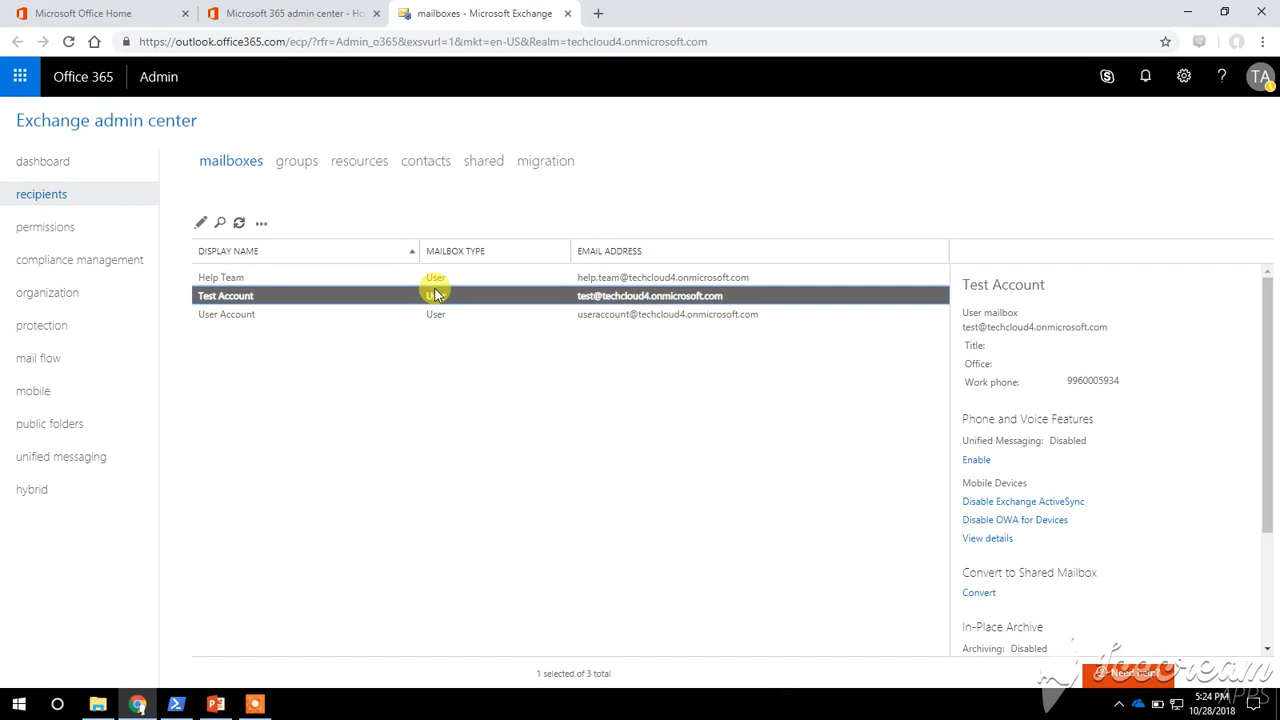 Microsoft Office Home
Microsoft 365 admin center - Ho
mailboxes - Microsoft Exchange
https://outlook.office365.com/ecp/?rfr=Admin_o365&exsvurl=1&mkt=en-US&Realm=techcloud4.onmicrosoft.com
Office 365
Admin
TA
Exchange admin center
dashboard
recipients
permissions
compliance management
organization
protection
mail flow
mobile
public folders
unified messaging
hybrid
mailboxes groups resources contacts shared migration
DISPLAY NAME MAILBOX TYPE EMAIL ADDRESS
Help Team User help.team@techcloud4.onmicrosoft.com
Test Account User test@techcloud4.onmicrosoft.com
User Account User useraccount@techcloud4.onmicrosoft.com
1 selected of 3 total
Test Account
User mailbox
test@techcloud4.onmicrosoft.com
Title:
Office:
Work phone: 9960005934
Phone and Voice Features
Unified Messaging: Disabled
Enable
Mobile Devices
Disable Exchange ActiveSync
Disable OWA for Devices
View details
Convert to Shared Mailbox
Convert
In-Place Archive
Archiving: Disabled
Need help?
Icecream
APPS
5:24 PM
10/28/2018